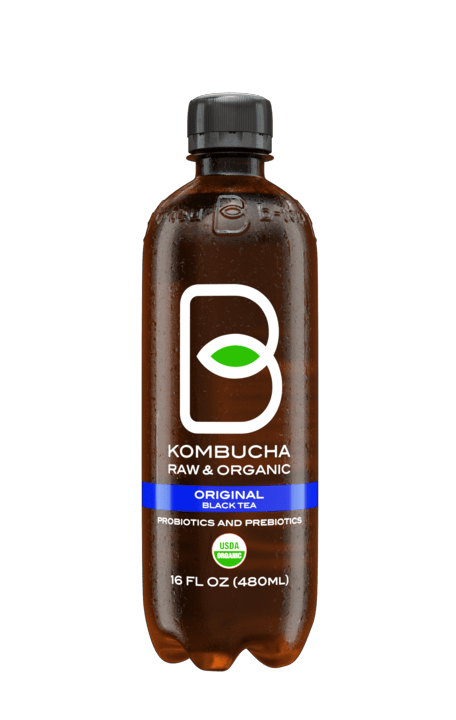 B
KOMBUCHA
RAW & ORGANIC
ORIGINAL
BLACK TEA
PROBIOTICS AND PREBIOTICS
USDA
ORGANIC
16 FL OZ (480ML)